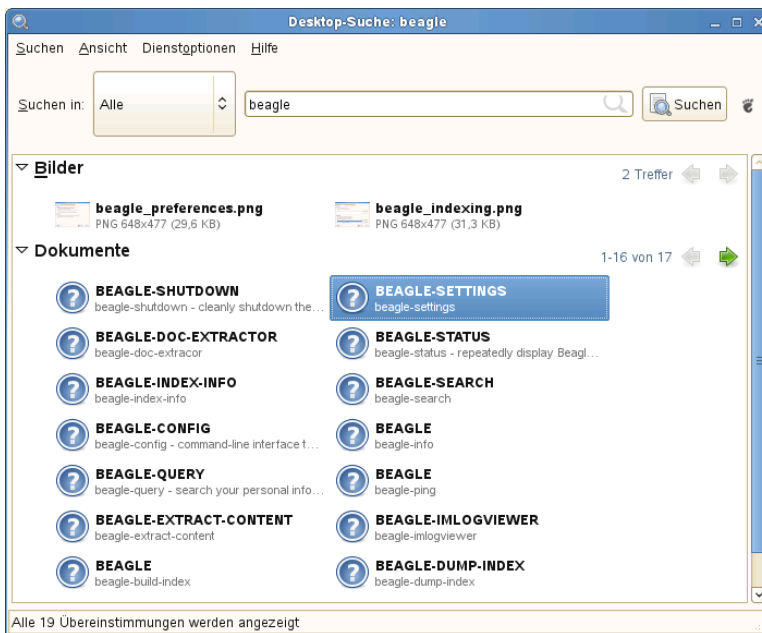 Desktop-Suche: beagle
Suchen Ansicht Dienstoptionen Hilfe
Suchen in: Alle beagle Suchen
Bilder 2 Treffer
beagle_preferences.png beagle_indexing.png
PNG 648x477 (29,6 KB) PNG 648x477 (31,3 KB)
Dokumente 1-16 von 17
BEAGLE-SHUTDOWN BEAGLE-SETTINGS
beagle-shutdown - cleanly shutdown the... beagle-settings
BEAGLE-DOC-EXTRACTOR BEAGLE-STATUS
beagle-doc-extracor beagle-status - repeatedly display Beagl...
BEAGLE-INDEX-INFO BEAGLE-SEARCH
beagle-index-info beagle-search
BEAGLE-CONFIG BEAGLE
beagle-config - command-line interface t... beagle-info
BEAGLE-QUERY BEAGLE
beagle-query - search your personal info... beagle-ping
BEAGLE-EXTRACT-CONTENT BEAGLE-IMLOGVIEWER
beagle-extract-content beagle-imlogviewer
BEAGLE BEAGLE-DUMP-INDEX
beagle-build-index beagle-dump-index
Alle 19 Übereinstimmungen werden angezeigt